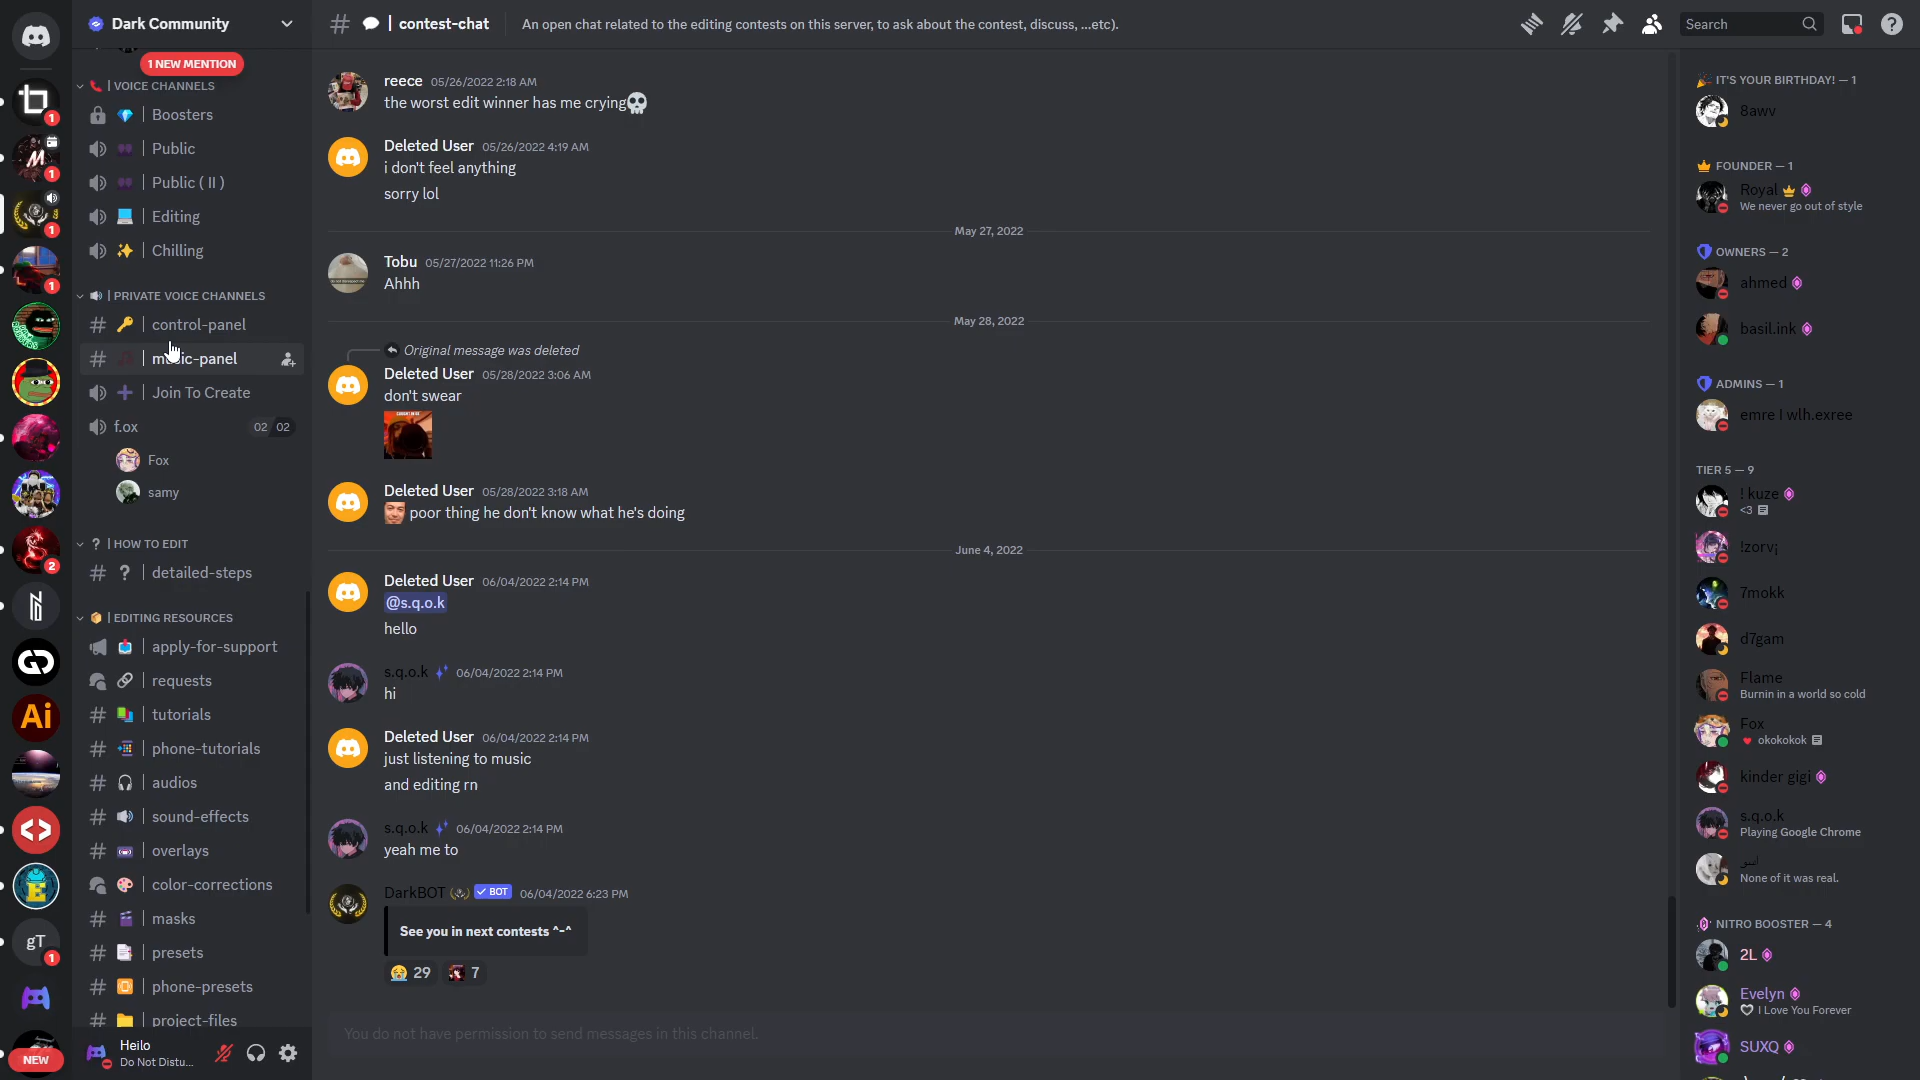 Dark Community
1 NEW MENTION
| VOICE CHANNELS
| Boosters
| Public
| Public ( II )
| Editing
| Chilling
| PRIVATE VOICE CHANNELS
| control-panel
| music-panel
| Join To Create
f.ox 02 02
Fox
samy
? | HOW TO EDIT
? | detailed-steps
| EDITING RESOURCES
| apply-for-support
| requests
| tutorials
| phone-tutorials
| audios
| sound-effects
| overlays
| color-corrections
| masks
| presets
| phone-presets
| project-files
Heilo
Do Not Distu...
1
1
1
1
2
Ai
gT
1
NEW
# | contest-chat
An open chat related to the editing contests on this server, to ask about the contest, discuss, ...etc).
Search
reece 05/26/2022 2:18 AM
the worst edit winner has me crying
Deleted User 05/26/2022 4:19 AM
i don't feel anything
sorry lol
May 27, 2022
Tobu 05/27/2022 11:26 PM
Ahhh
May 28, 2022
Original message was deleted
Deleted User 05/28/2022 3:06 AM
don't swear
Deleted User 05/28/2022 3:18 AM
poor thing he don't know what he's doing
June 4, 2022
Deleted User 06/04/2022 2:14 PM
@s.q.o.k
hello
s.q.o.k 06/04/2022 2:14 PM
hi
Deleted User 06/04/2022 2:14 PM
just listening to music
and editing rn
s.q.o.k 06/04/2022 2:14 PM
yeah me to
DarkBOT BOT 06/04/2022 6:23 PM
See you in next contests ^-^
29 7
You do not have permission to send messages in this channel.
IT'S YOUR BIRTHDAY! — 1
8awv
FOUNDER — 1
Royal
We never go out of style
OWNERS — 2
ahmed
basil.ink
ADMINS — 1
emre I wlh.exree
TIER 5 — 9
! kuze
<3
!zorv¡
7mokk
d7gam
Flame
Burnin in a world so cold
Fox
okokokok
kinder gigi
s.q.o.k
Playing Google Chrome
None of it was real.
NITRO BOOSTER — 4
2L
Evelyn
I Love You Forever
SUXQ